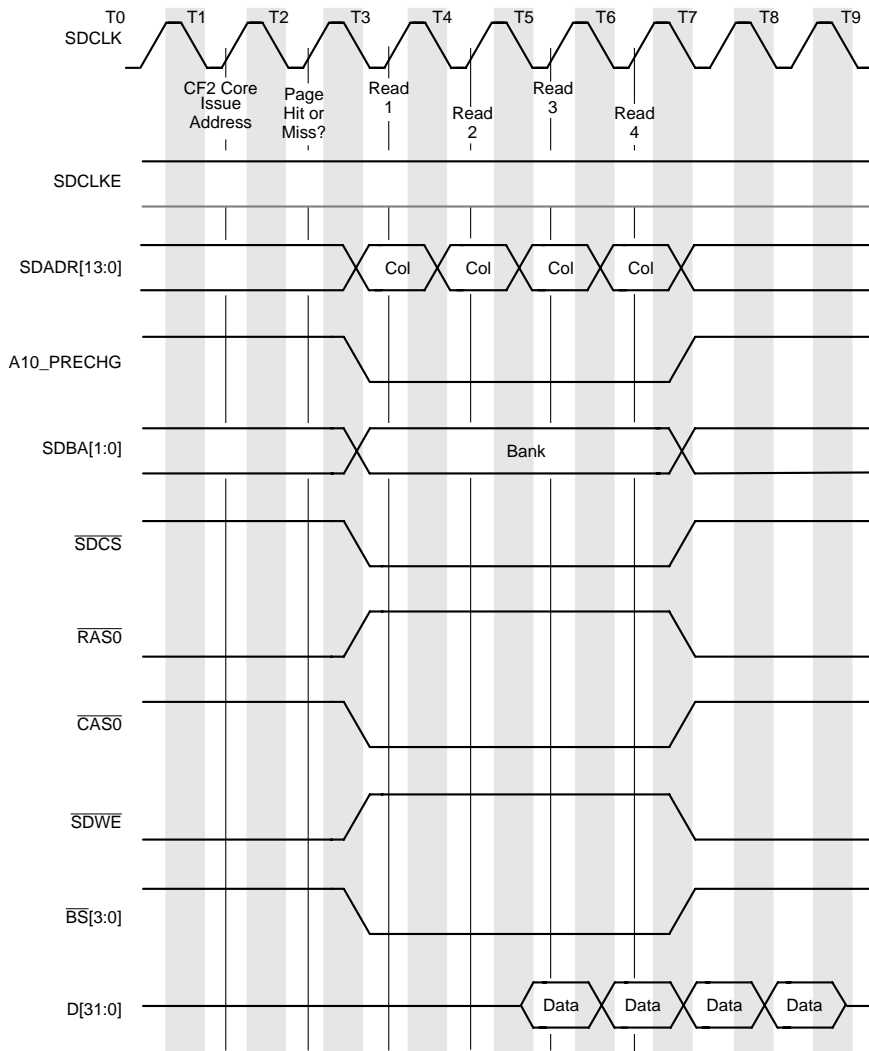 T0 T1 T2 T3 T4 T5 T6 T7 T8 T9
SDCLK
CF2 Core
Issue
Address
Page
Hit or
Miss?
Read
1
Read
2
Read
3
Read
4
SDCLKE
SDADR[13:0] Col Col Col Col
A10_PRECHG
SDBA[1:0] Bank
SDCS
RAS0
CAS0
SDWE
BS[3:0]
D[31:0] Data Data Data Data